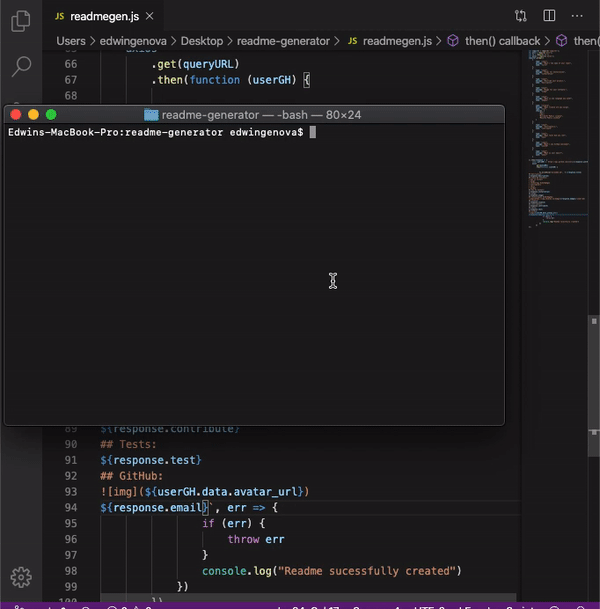 JS readmegen.js ×
Users > edwingenova > Desktop > readme-generator > JS readmegen.js > then() callback > then(
66 .get(queryURL)
67 .then(function (userGH) {
68
readme-generator — -bash — 80×24
Edwins-MacBook-Pro:readme-generator edwingenova$
89 ${response.contribute}
90 ## Tests:
91 ${response.test}
92 ## GitHub:
93 ![img](${userGH.data.avatar_url})
94 ${response.email}`, err => {
95 if (err) {
96 throw err
97 }
98 console.log("Readme sucessfully created")
99 })
100 })